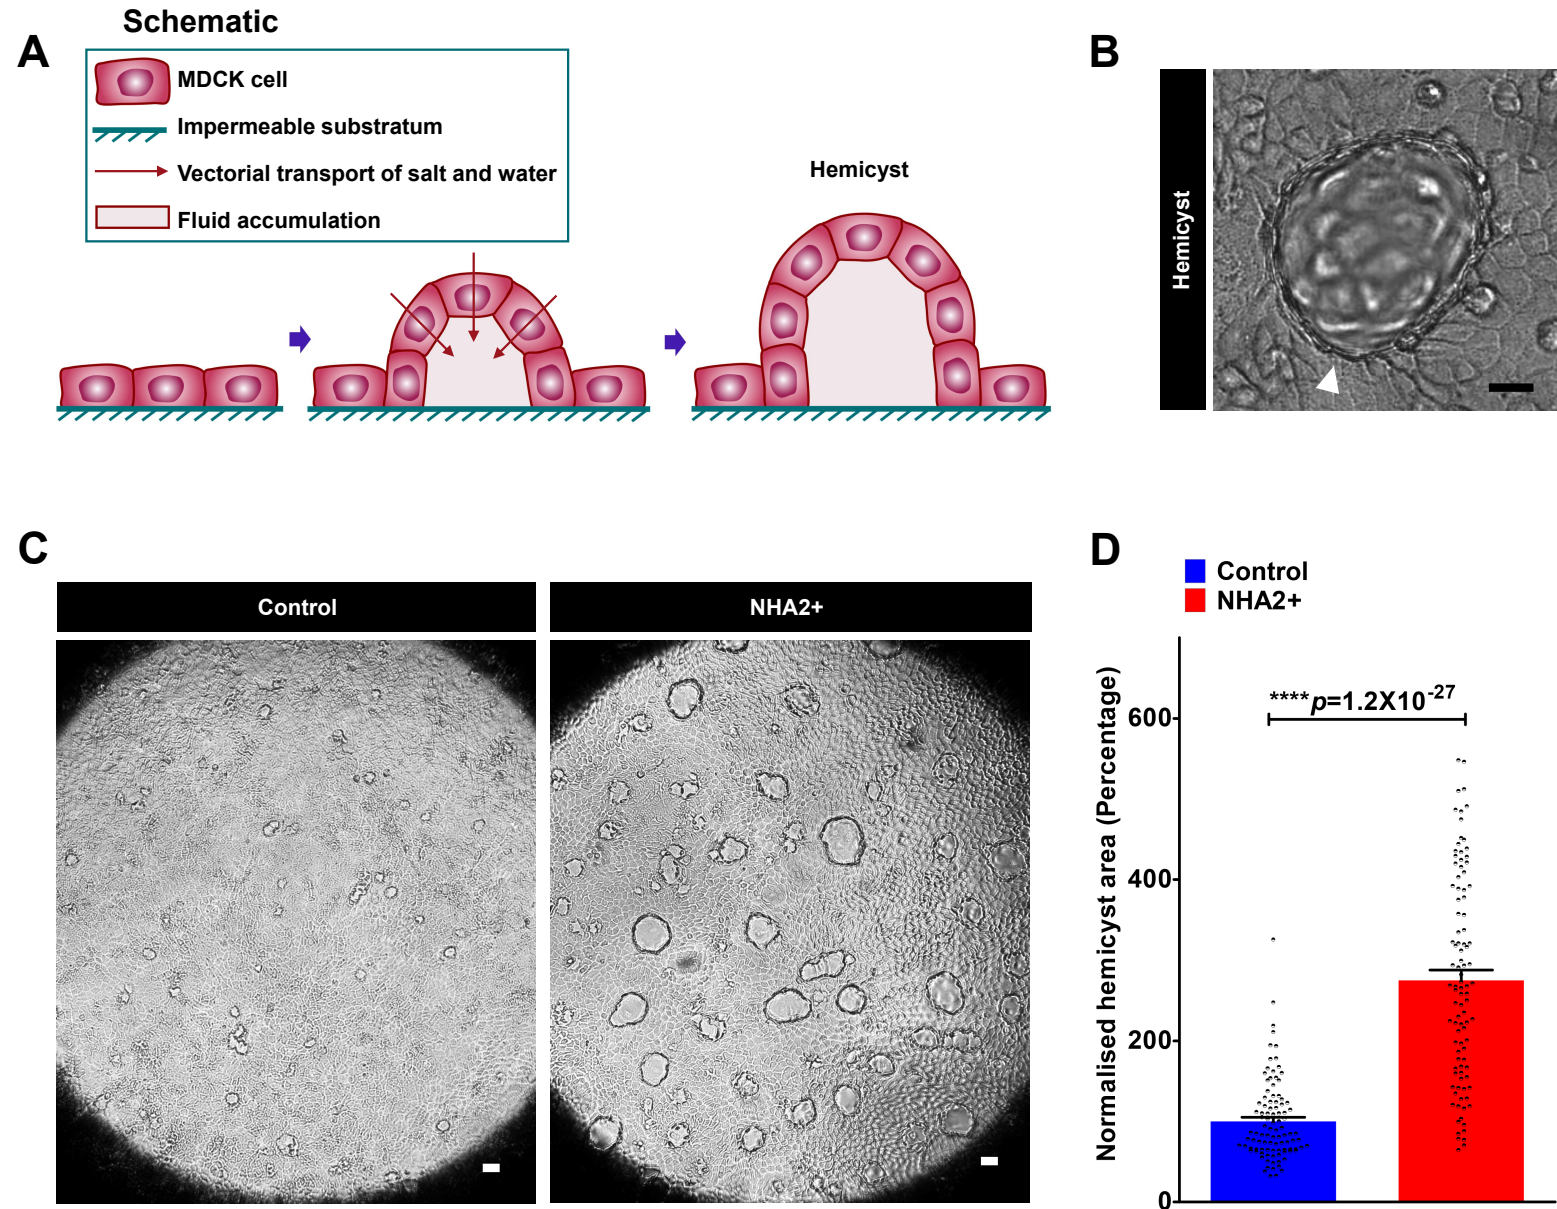 Schematic
A
MDCK cell
Impermeable substratum
Vectorial transport of salt and water
Fluid accumulation
Hemicyst
B
Hemicyst
C
Control
NHA2+
D
Control
NHA2+
Normalised hemicyst area (Percentage)
****p=1.2X10-27
600
400
200
0